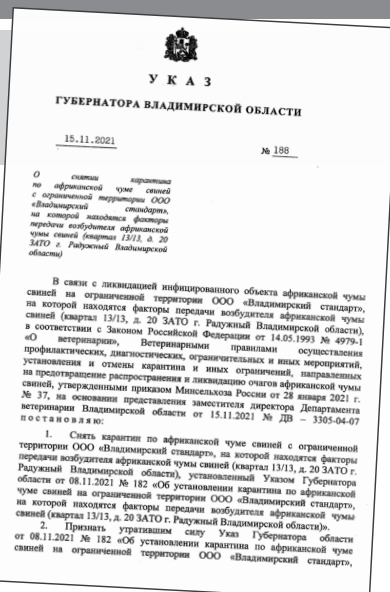 УКАЗ
ГУБЕРНАТОРА ВЛАДИМИРСКОЙ ОБЛАСТИ
15.11.2021
№ 188
О снятии карантина
по африканской чуме свиней
с ограниченной территории ООО
«Владимирский стандарт»,
на которой находятся факторы
передачи возбудителя африканской
чумы свиней (квартал 13/13, д. 20
ЗАТО г. Радужный Владимирской
области)
В связи с ликвидацией инфицированного объекта африканской чумы
свиней на ограниченной территории ООО «Владимирский стандарт»,
на которой находятся факторы передачи возбудителя африканской чумы
свиней (квартал 13/13, д. 20 ЗАТО г. Радужный Владимирской области),
в соответствии с Законом Российской Федерации от 14.05.1993 № 4979-1
«О ветеринарии», Ветеринарными правилами осуществления
профилактических, диагностических, ограничительных и иных мероприятий,
установления и отмены карантина и иных ограничений, направленных
на предотвращение распространения и ликвидацию очагов африканской чумы
свиней, утвержденными приказом Минсельхоза России от 28 января 2021 г.
№ 37, на основании представления заместителя директора Департамента
ветеринарии Владимирской области от 15.11.2021 № ДВ – 3305-04-07
постановляю:
1. Снять карантин по африканской чуме свиней с ограниченной
территории ООО «Владимирский стандарт», на которой находятся факторы
передачи возбудителя африканской чумы свиней (квартал 13/13, д. 20 ЗАТО г.
Радужный Владимирской области), установленный Указом Губернатора
области от 08.11.2021 № 182 «Об установлении карантина по африканской
чуме свиней на ограниченной территории ООО «Владимирский стандарт»,
на которой находятся факторы передачи возбудителя африканской чумы
свиней (квартал 13/13, д. 20 ЗАТО г. Радужный Владимирской области)».
2. Признать утратившим силу Указ Губернатора области
от 08.11.2021 № 182 «Об установлении карантина по африканской чуме
свиней на ограниченной территории ООО «Владимирский стандарт»,